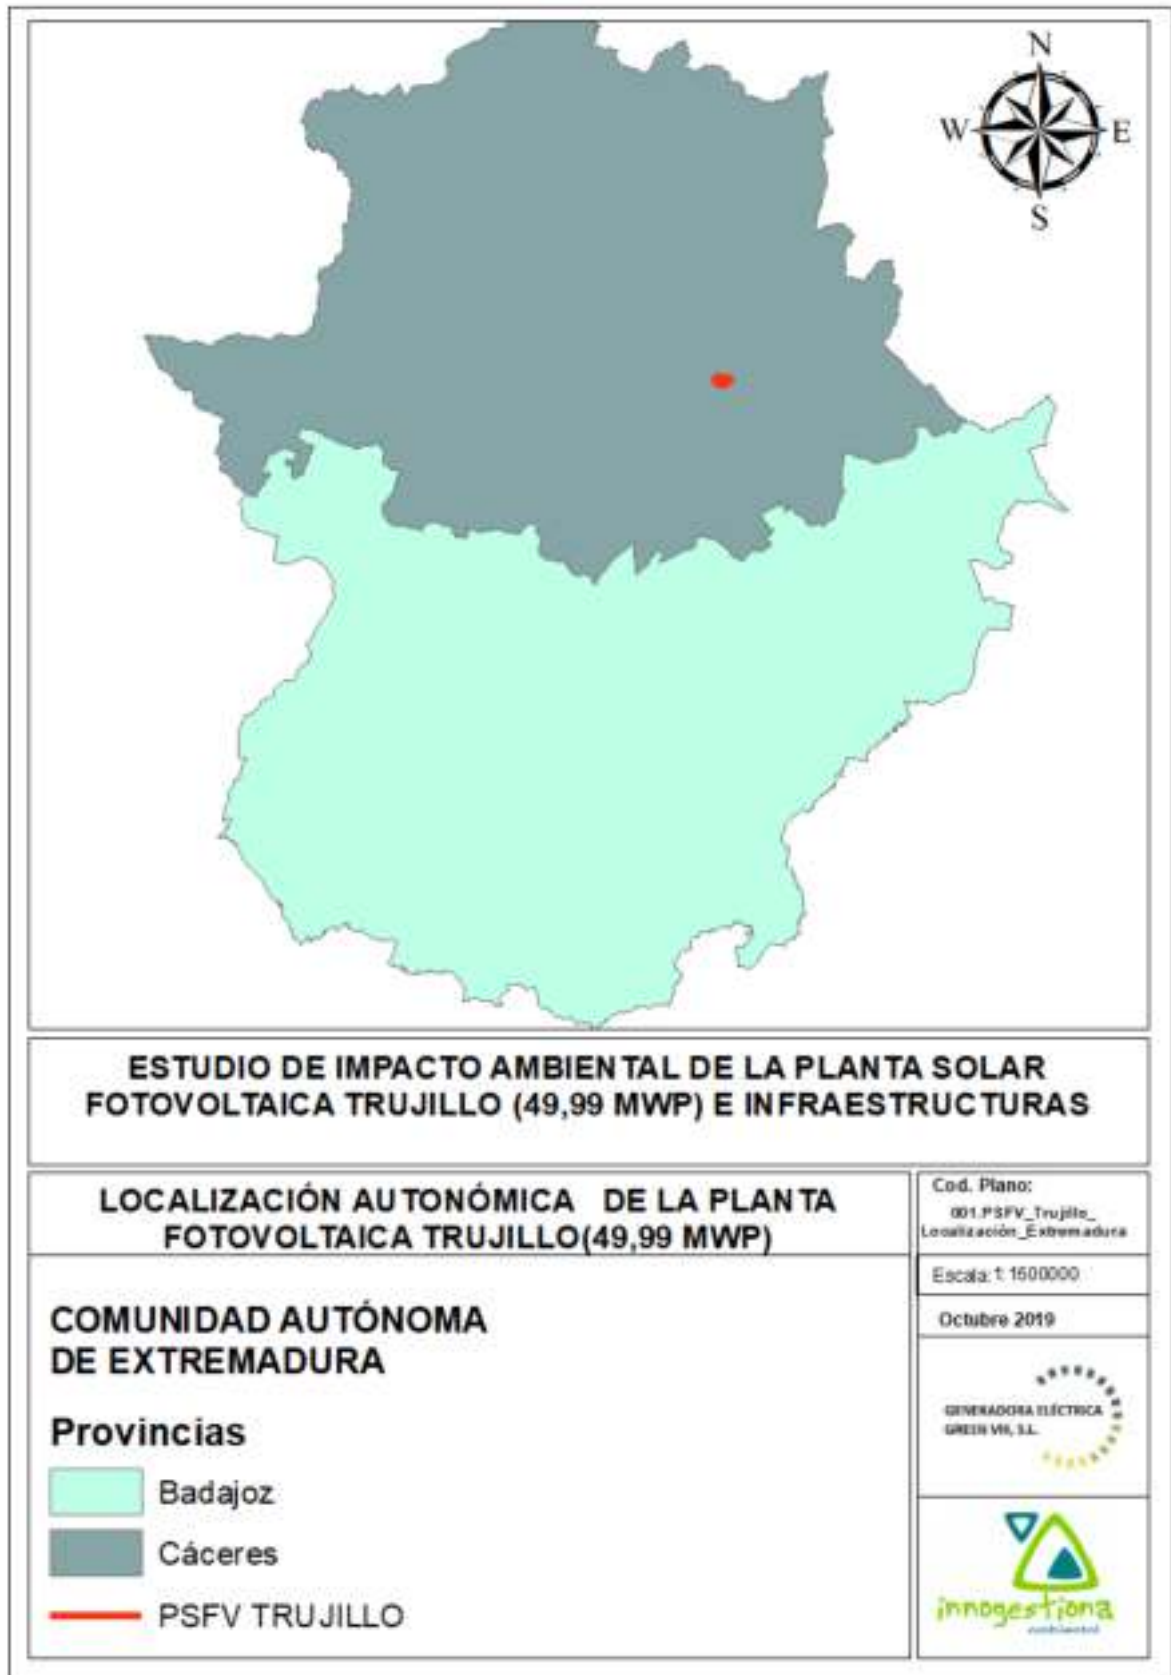 N
W
E
S
ESTUDIO DE IMPACTO AMBIENTAL DE LA PLANTA SOLAR
FOTOVOLTAICA TRUJILLO (49,99 MWP) E INFRAESTRUCTURAS
LOCALIZACIÓN AUTONÓMICA DE LA PLANTA
FOTOVOLTAICA TRUJILLO(49,99 MWP)
Cod. Plano:
001.PSFV_Trujillo_
Localización_Extremadura
Escala: 1: 1500000
Octubre 2019
COMUNIDAD AUTÓNOMA
DE EXTREMADURA
Provincias
Badajoz
Cáceres
PSFV TRUJILLO
GENERADORA ELÉCTRICA
S.L.
innogestiona
ambiental